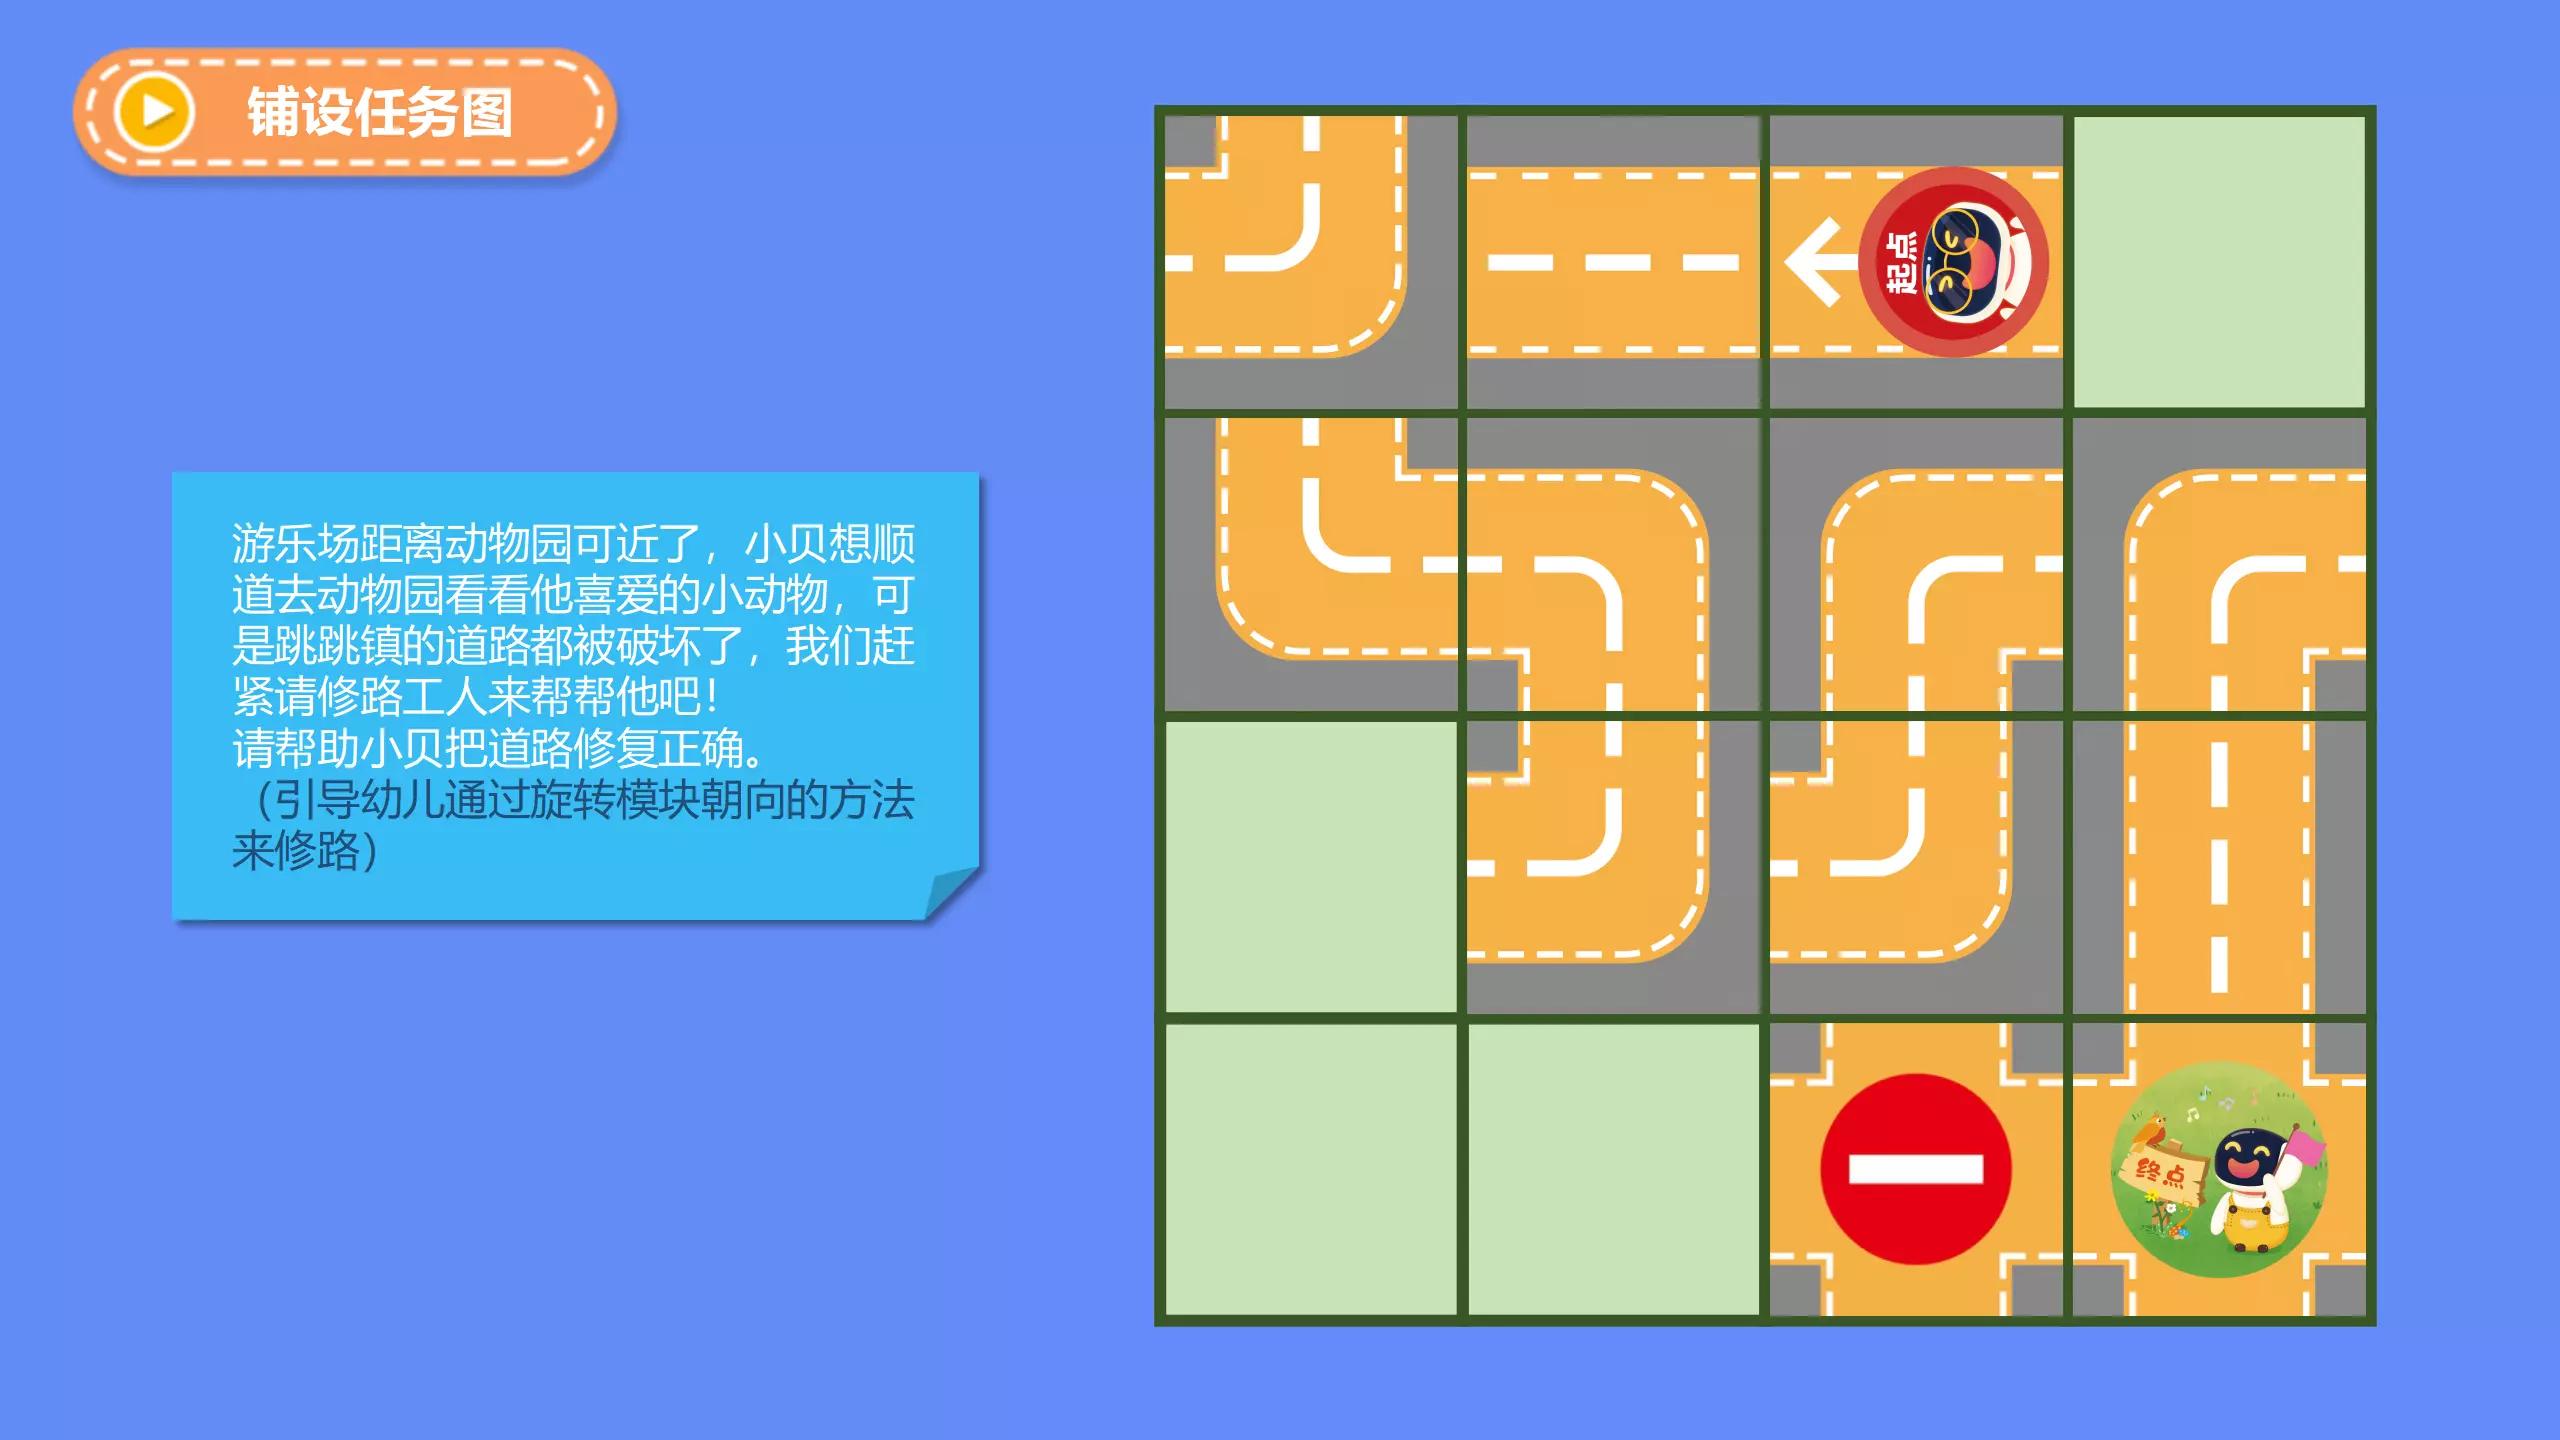 铺设任务图
游乐场距离动物园可近了，小贝想顺
道去动物园看看他喜爱的小动物，可
是跳跳镇的道路都被破坏了，我们赶
紧请修路工人来帮帮他吧！
请帮助小贝把道路修复正确。
（引导幼儿通过旋转模块朝向的方法
来修路）
起点
终点